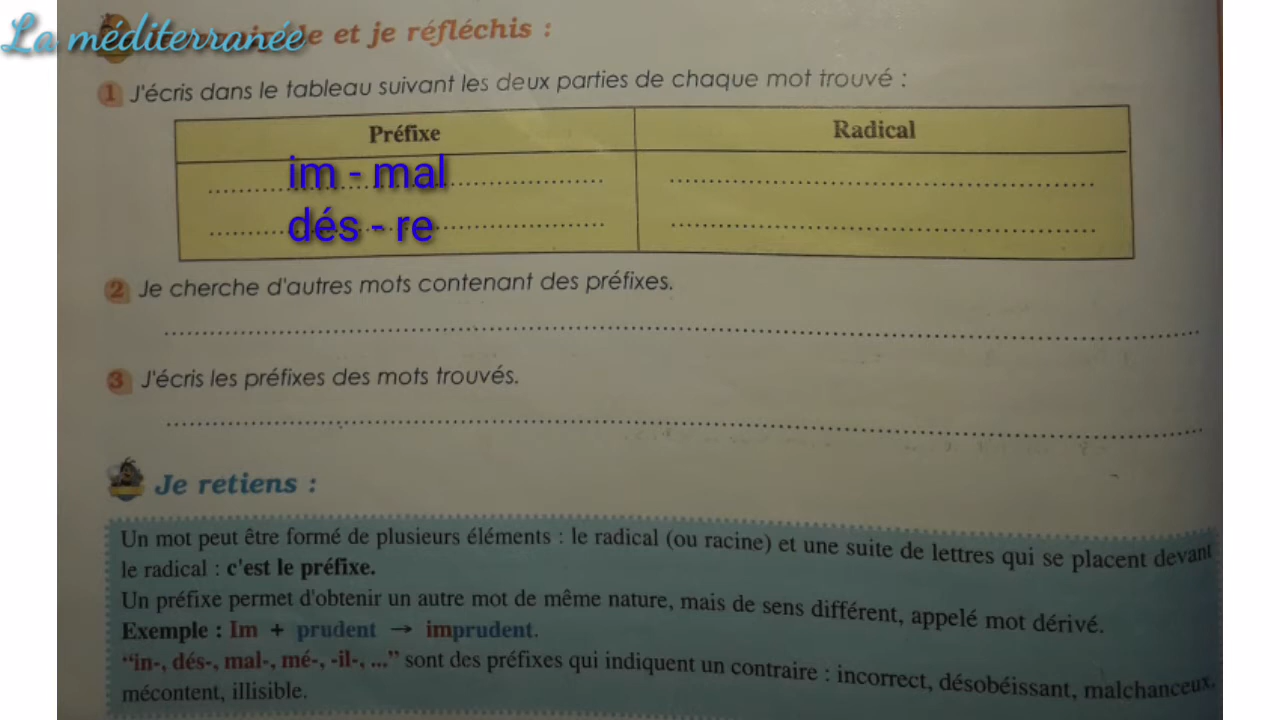 La méditerranée
e et je réfléchis :
1 J'écris dans le tableau suivant les deux parties de chaque mot trouvé :
Préfixe Radical
im - mal
dés - re
2 Je cherche d'autres mots contenant des préfixes.
3 J'écris les préfixes des mots trouvés.
Je retiens :
Un mot peut être formé de plusieurs éléments : le radical (ou racine) et une suite de lettres qui se placent devant
le radical : c'est le préfixe.
Un préfixe permet d'obtenir un autre mot de même nature, mais de sens différent, appelé mot dérivé.
Exemple : Im + prudent → imprudent.
"in-, dés-, mal-, mé-, -il-, ..." sont des préfixes qui indiquent un contraire : incorrect, désobéissant, malchanceux,
mécontent, illisible.